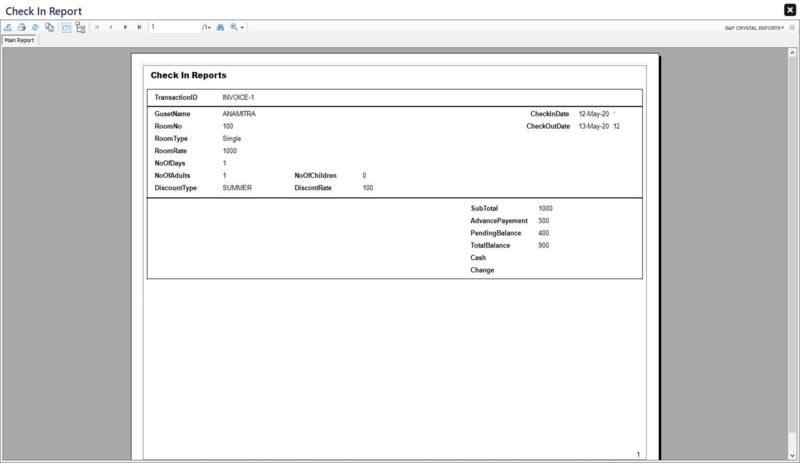 Check In Report
1 /1+ SAP CRYSTAL REPORTS®
Main Report
Check In Reports
TransactionID INVOICE-1
GusetName ANAMITRA CheckInDate 12-May-20
RoomNo 100 CheckOutDate 13-May-20 12
RoomType Single
RoomRate 1000
NoOfDays 1
NoOfAdults 1 NoOfChildren 0
DiscountType SUMMER DiscontRate 100
SubTotal 1000
AdvancePayement 500
PendingBalance 400
TotalBalance 900
Cash
Change
1